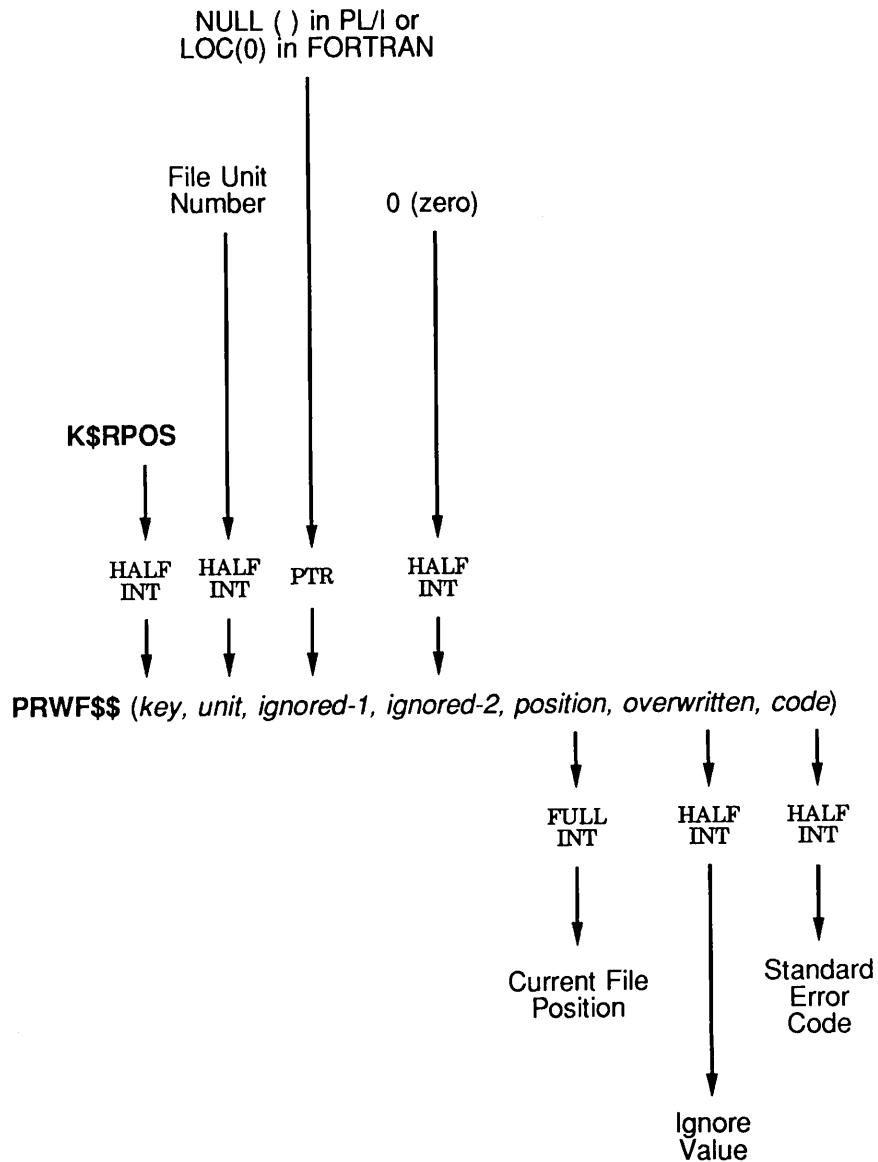 NULL ( ) in PL/I or
LOC(0) in FORTRAN
File Unit
Number
0 (zero)
K$RPOS
HALF
INT
HALF
INT
PTR
HALF
INT
PRWF$$ (key, unit, ignored-1, ignored-2, position, overwritten, code)
FULL
INT
HALF
INT
HALF
INT
Current File
Position
Standard
Error
Code
Ignore
Value